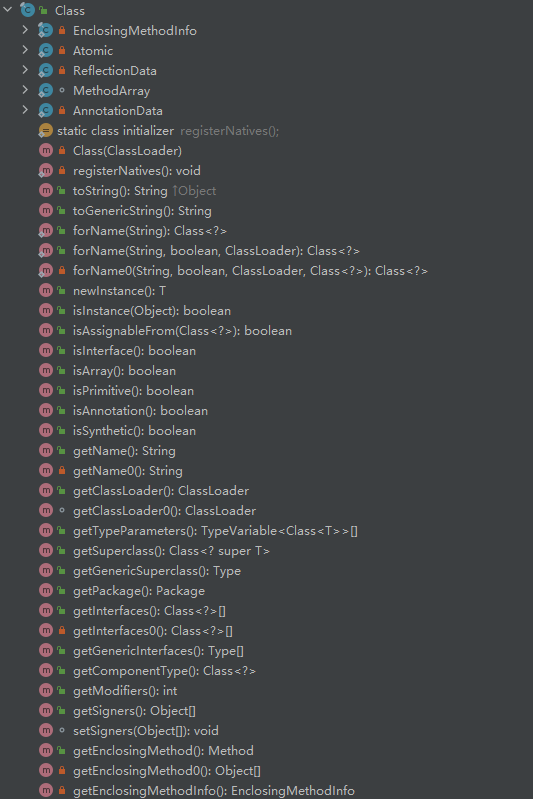 Class
EnclosingMethodInfo
Atomic
ReflectionData
MethodArray
AnnotationData
static class initializer registerNatives();
Class(ClassLoader)
registerNatives(): void
toString(): String ↑Object
toGenericString(): String
forName(String): Class<?>
forName(String, boolean, ClassLoader): Class<?>
forName0(String, boolean, ClassLoader, Class<?>): Class<?>
newInstance(): T
isInstance(Object): boolean
isAssignableFrom(Class<?>): boolean
isInterface(): boolean
isArray(): boolean
isPrimitive(): boolean
isAnnotation(): boolean
isSynthetic(): boolean
getName(): String
getName0(): String
getClassLoader(): ClassLoader
getClassLoader0(): ClassLoader
getTypeParameters(): TypeVariable<Class<T>>[]
getSuperclass(): Class<? super T>
getGenericSuperclass(): Type
getPackage(): Package
getInterfaces(): Class<?>[]
getInterfaces0(): Class<?>[]
getGenericInterfaces(): Type[]
getComponentType(): Class<?>
getModifiers(): int
getSigners(): Object[]
setSigners(Object[]): void
getEnclosingMethod(): Method
getEnclosingMethod0(): Object[]
getEnclosingMethodInfo(): EnclosingMethodInfo